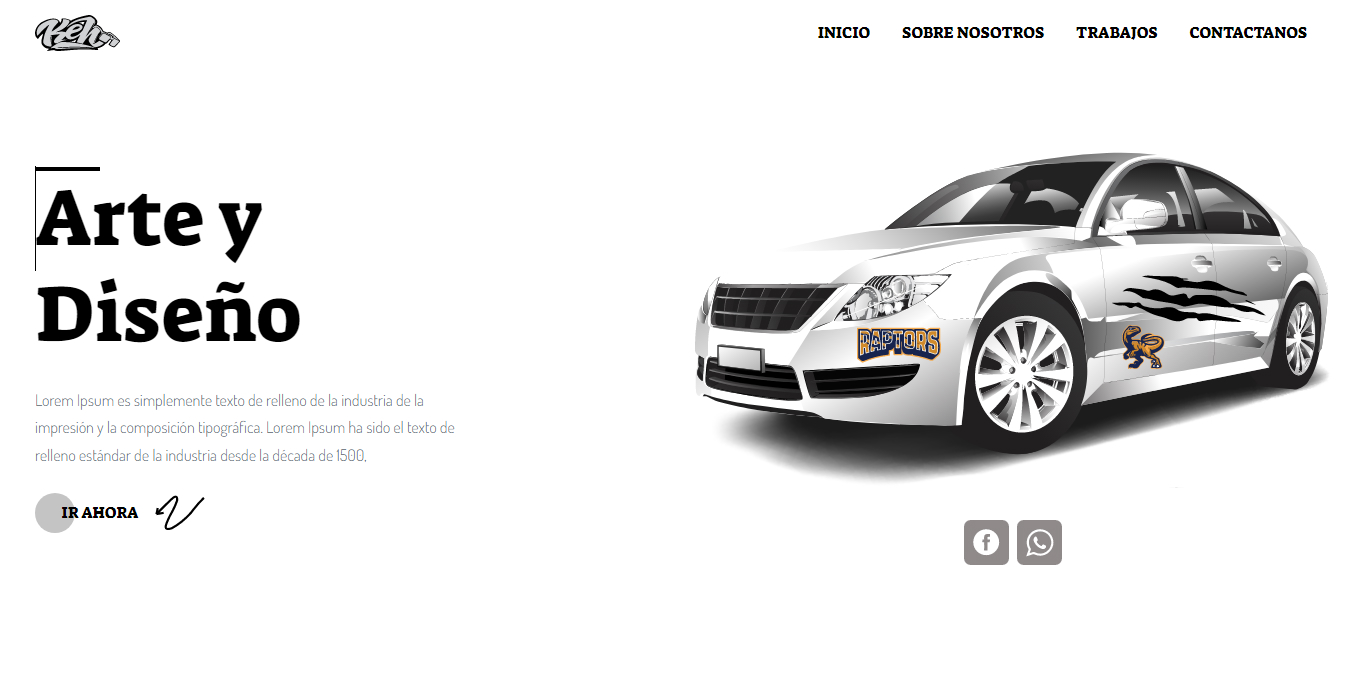 Keh
INICIO SOBRE NOSOTROS TRABAJOS CONTACTANOS
Arte y
Diseño
Lorem Ipsum es simplemente texto de relleno de la industria de la
impresión y la composición tipográfica. Lorem Ipsum ha sido el texto de
relleno estándar de la industria desde la década de 1500,
IR AHORA
RAPTORS